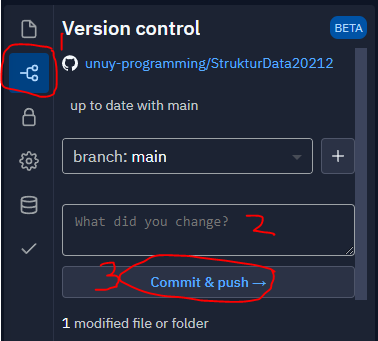 1
Version control
BETA
unuy-programming/StrukturData20212
up to date with main
branch: main
+
What did you change? 2
3 Commit & push →
1 modified file or folder